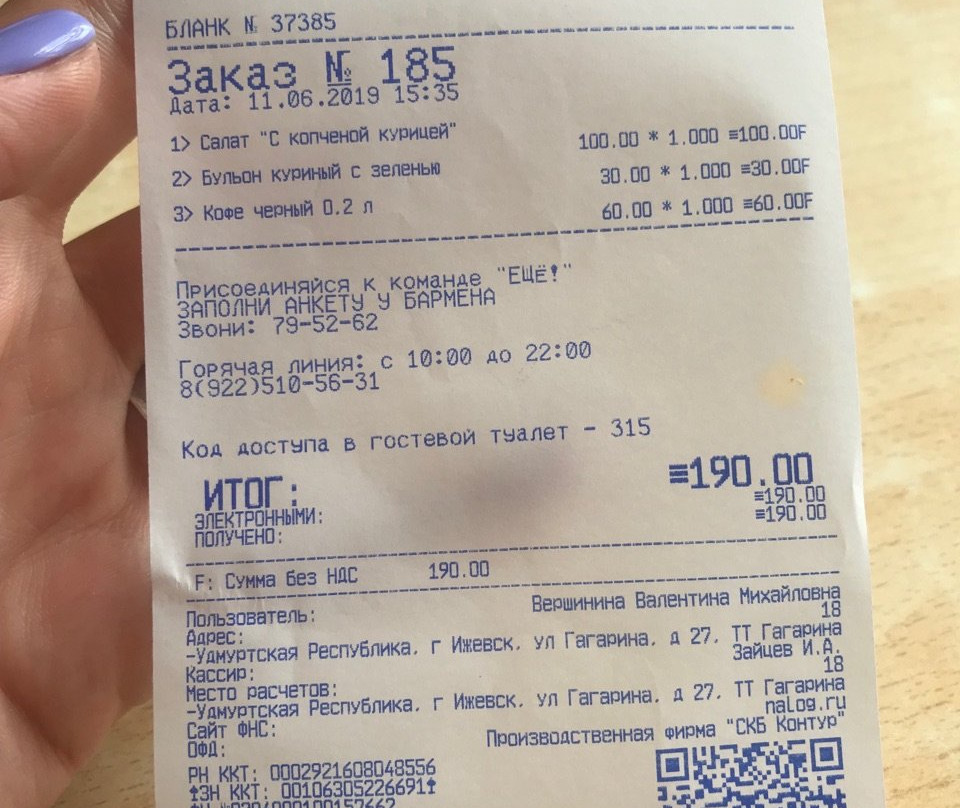 БЛАНК № 37385
Заказ № 185
Дата: 11.06.2019 15:35
1> Салат "С копченой курицей" 100.00 * 1.000 ≡100.00F
2> Бульон куриный с зеленью 30.00 * 1.000 ≡30.00F
3> Кофе черный 0.2 л 60.00 * 1.000 ≡60.00F
Присоединяйся к команде "ЕЩЁ!"
ЗАПОЛНИ АНКЕТУ У БАРМЕНА
Звони: 79-52-62
Горячая линия: с 10:00 до 22:00
8(922)510-56-31
Код доступа в гостевой туалет - 315
ИТОГ: ≡190.00
ЭЛЕКТРОННЫМИ: ≡190.00
ПОЛУЧЕНО: ≡190.00
F: Сумма без НДС 190.00
Пользователь: Вершинина Валентина Михайловна
Адрес: 18
-Удмуртская Республика, г Ижевск, ул Гагарина, д 27, ТТ Гагарина
Кассир: Зайцев И.А.
Место расчетов: 18
-Удмуртская Республика, г Ижевск, ул Гагарина, д 27, ТТ Гагарина
Сайт ФНС: nalog.ru
ОФД: Производственная фирма "СКБ Контур"
РН ККТ: 0002921608048556
ЗН ККТ: 00106305226691